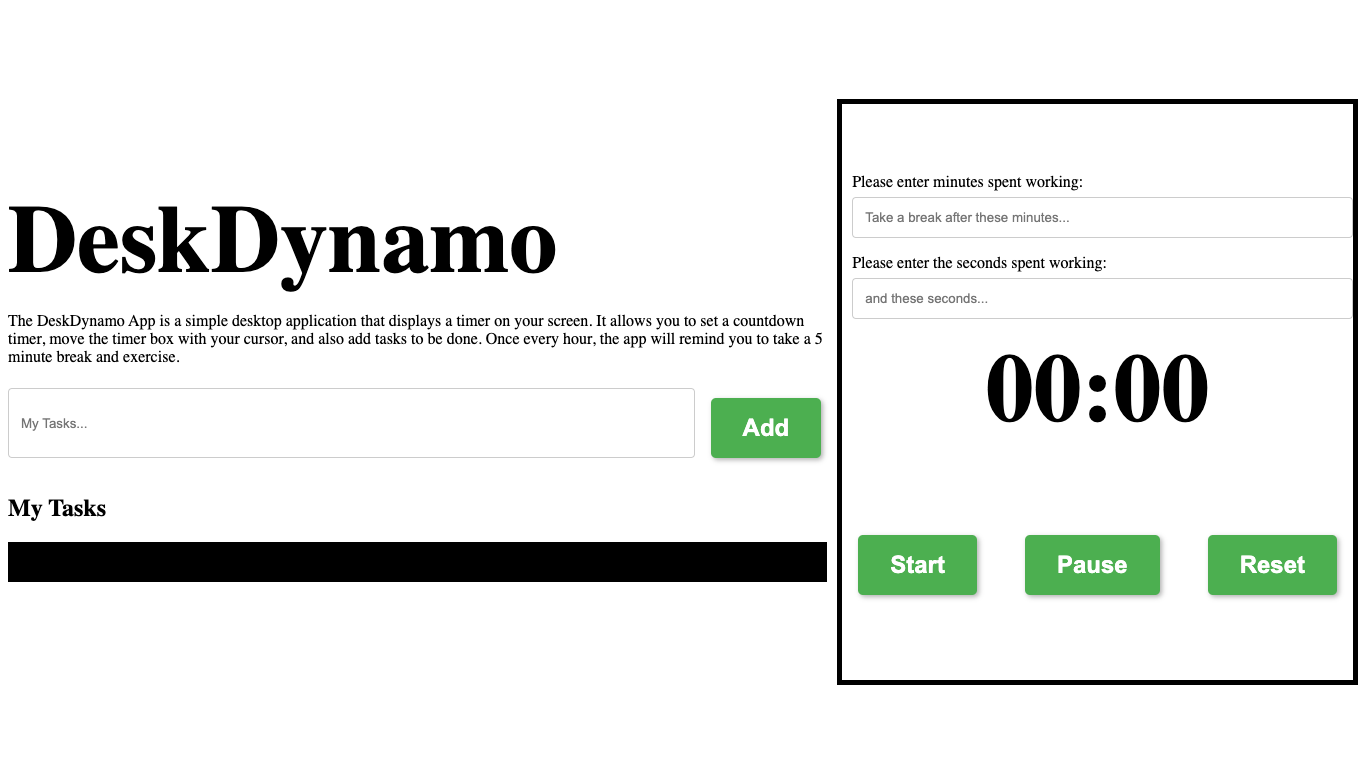 DeskDynamo
The DeskDynamo App is a simple desktop application that displays a timer on your screen. It allows you to set a countdown
timer, move the timer box with your cursor, and also add tasks to be done. Once every hour, the app will remind you to take a 5
minute break and exercise.
My Tasks...
Add
My Tasks
Please enter minutes spent working:
Take a break after these minutes...
Please enter the seconds spent working:
and these seconds...
00:00
Start Pause Reset